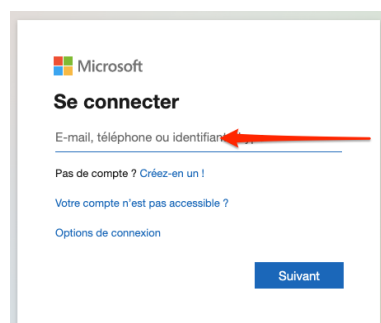 Microsoft
Se connecter
E-mail, téléphone ou identifiant
Pas de compte ? Créez-en un !
Votre compte n'est pas accessible ?
Options de connexion
Suivant